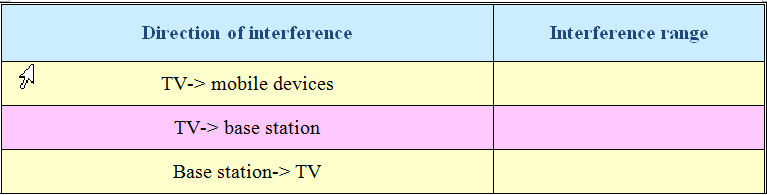 Direction of interference Interference range
TV-> mobile devices
TV-> base station
Base station-> TV